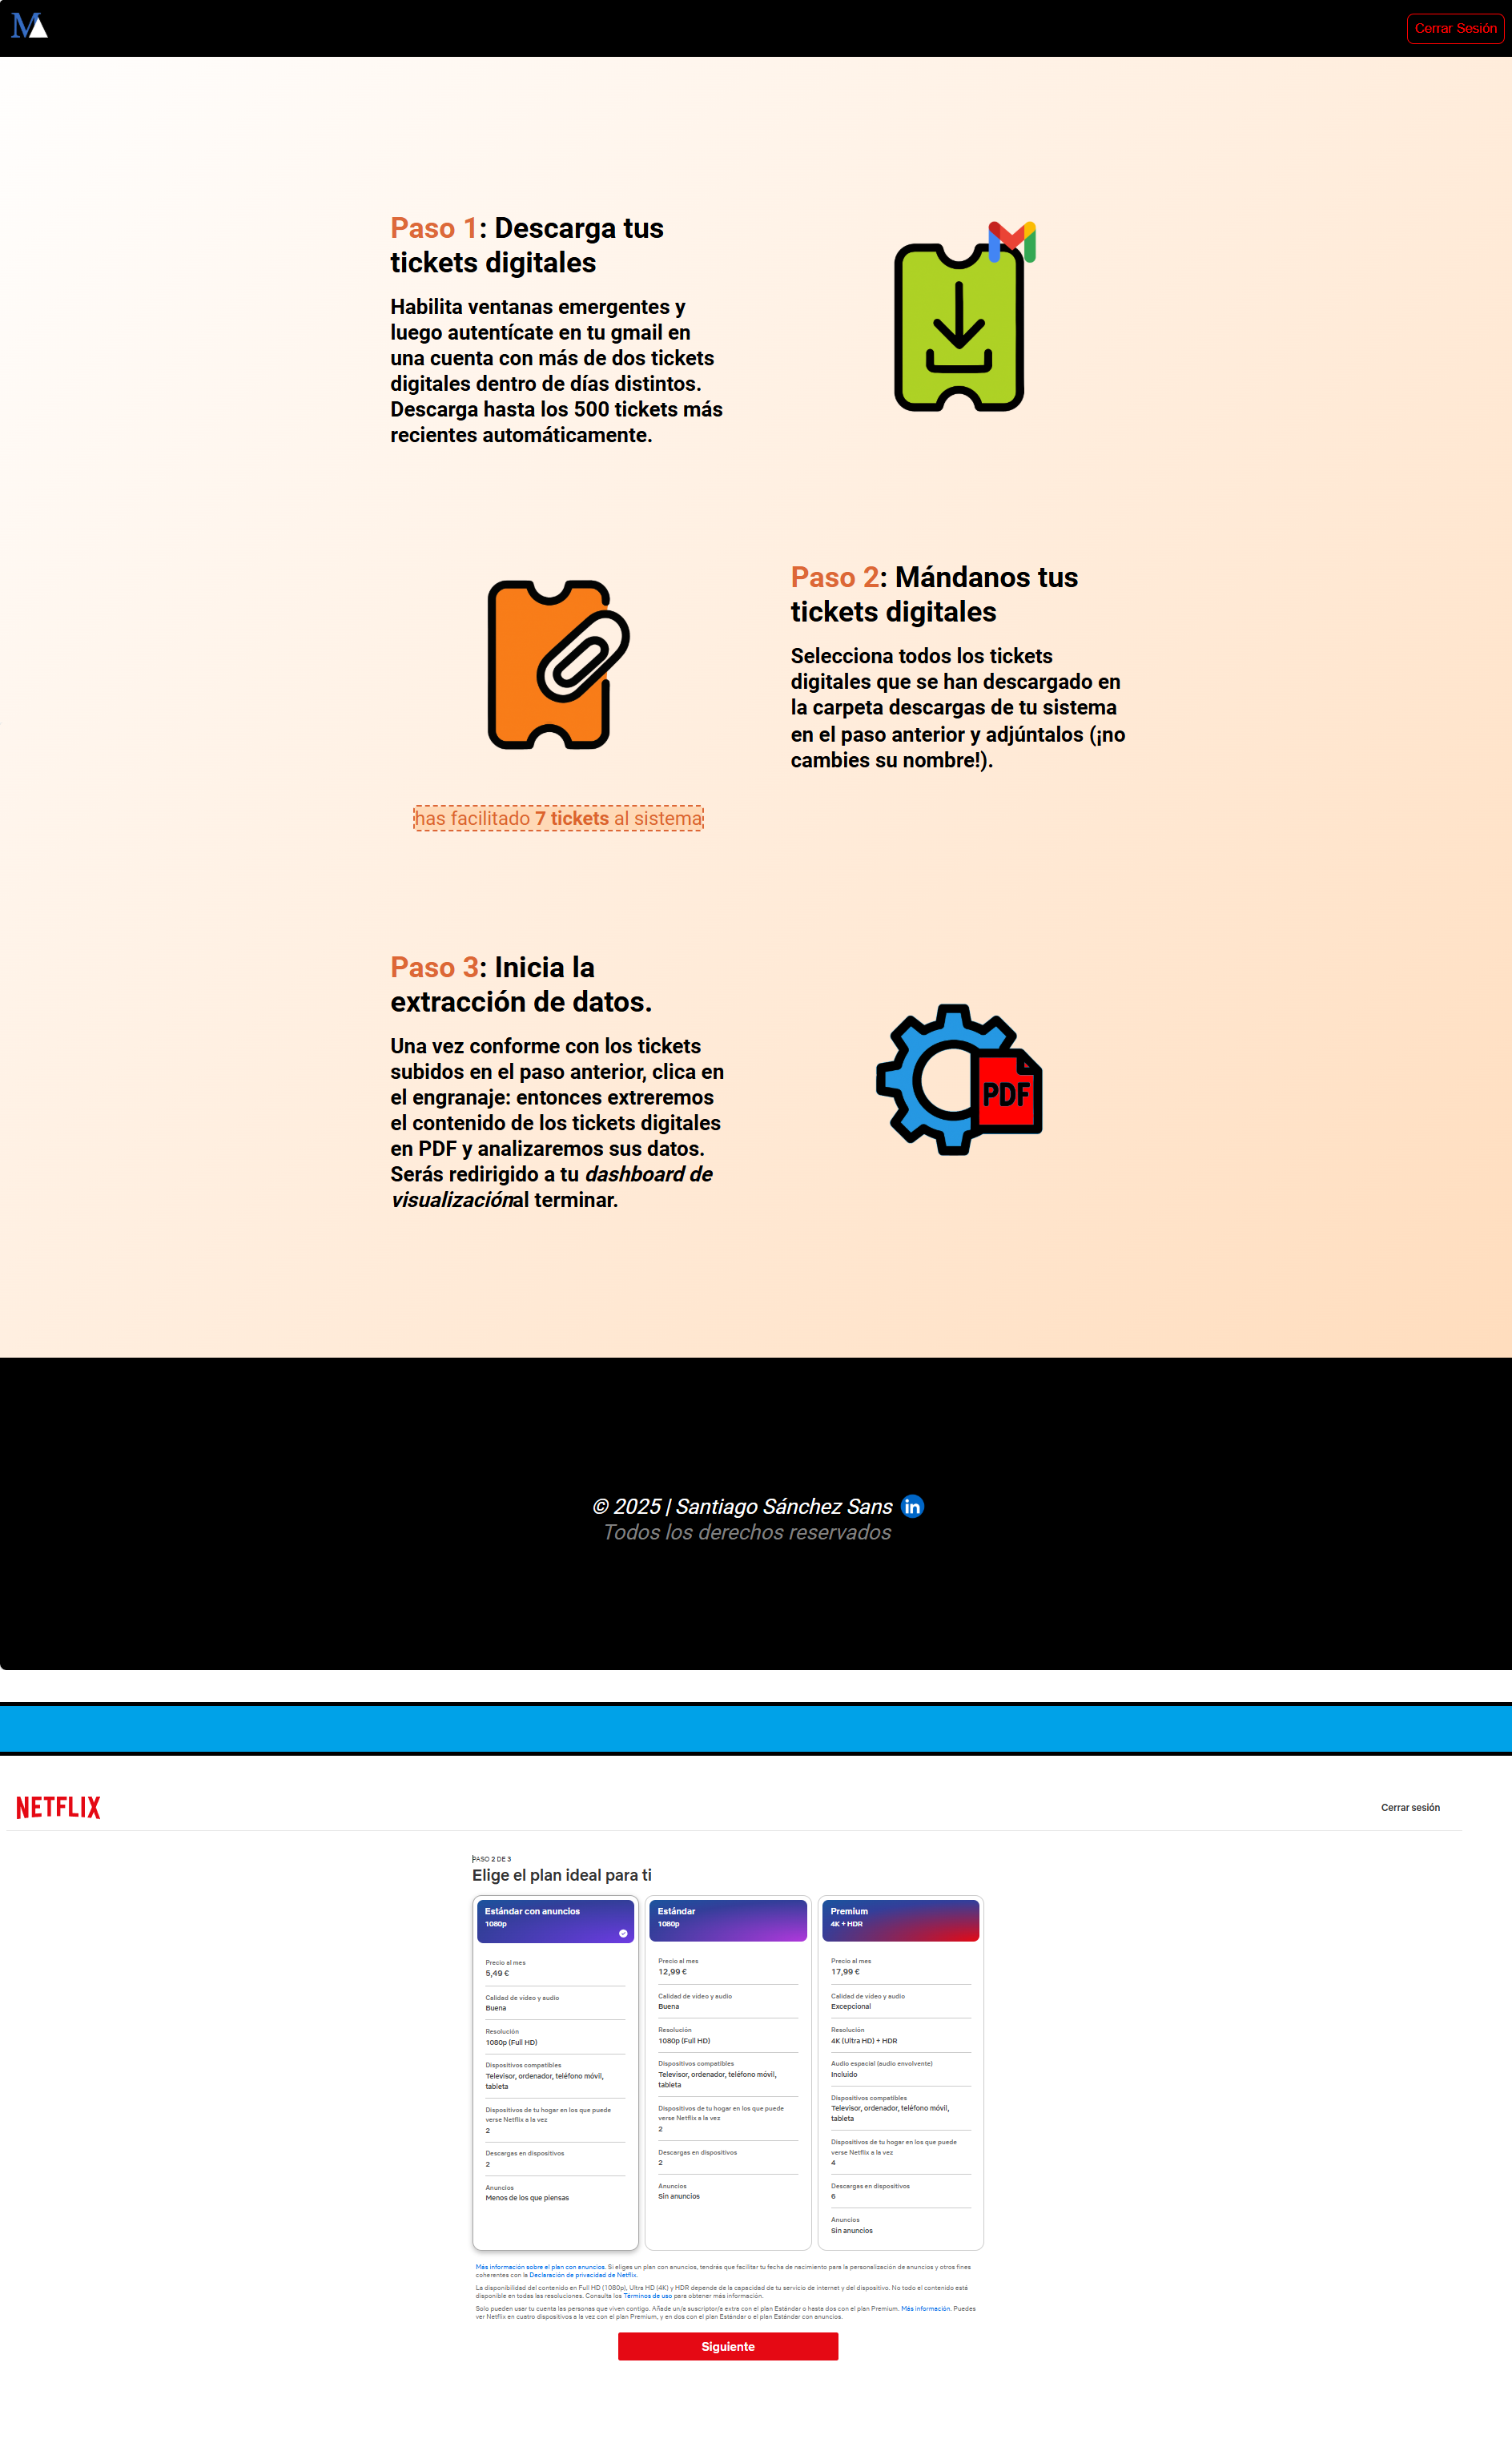 MA
Cerrar Sesión
Paso 1: Descarga tus
tickets digitales
Habilita ventanas emergentes y
luego autentícate en tu gmail en
una cuenta con más de dos tickets
digitales dentro de días distintos.
Descarga hasta los 500 tickets más
recientes automáticamente.
Paso 2: Mándanos tus
tickets digitales
Selecciona todos los tickets
digitales que se han descargado en
la carpeta descargas de tu sistema
en el paso anterior y adjúntalos (¡no
cambies su nombre!).
has facilitado 7 tickets al sistema
Paso 3: Inicia la
extracción de datos.
Una vez conforme con los tickets
subidos en el paso anterior, clica en
el engranaje: entonces extreremos
el contenido de los tickets digitales
en PDF y analizaremos sus datos.
Serás redirigido a tu dashboard de
visualizaciónal terminar.
PDF
© 2025 | Santiago Sánchez Sans in
Todos los derechos reservados
NETFLIX
Cerrar sesión
PASO 2 DE 3
Elige el plan ideal para ti
Estándar con anuncios
1080p
Precio al mes
5,49 €
Calidad de vídeo y audio
Buena
Resolución
1080p (Full HD)
Dispositivos compatibles
Televisor, ordenador, teléfono móvil,
tableta
Dispositivos de tu hogar en los que puede
verse Netflix a la vez
2
Descargas en dispositivos
2
Anuncios
Menos de los que piensas
Estándar
1080p
Precio al mes
12,99 €
Calidad de vídeo y audio
Buena
Resolución
1080p (Full HD)
Dispositivos compatibles
Televisor, ordenador, teléfono móvil,
tableta
Dispositivos de tu hogar en los que puede
verse Netflix a la vez
2
Descargas en dispositivos
2
Anuncios
Sin anuncios
Premium
4K + HDR
Precio al mes
17,99 €
Calidad de vídeo y audio
Excepcional
Resolución
4K (Ultra HD) + HDR
Audio espacial (audio envolvente)
Incluido
Dispositivos compatibles
Televisor, ordenador, teléfono móvil,
tableta
Dispositivos de tu hogar en los que puede
verse Netflix a la vez
4
Descargas en dispositivos
6
Anuncios
Sin anuncios
Más información sobre el plan con anuncios. Si eliges un plan con anuncios, tendrás que facilitar tu fecha de nacimiento para la personalización de anuncios y otros fines
coherentes con la Declaración de privacidad de Netflix.
La disponibilidad del contenido en Full HD (1080p), Ultra HD (4K) y HDR depende de la capacidad de tu servicio de internet y del dispositivo. No todo el contenido está
disponible en todas las resoluciones. Consulta los Términos de uso para obtener más información.
Solo pueden usar tu cuenta las personas que viven contigo. Añade un/a suscriptor/a extra con el plan Estándar o hasta dos con el plan Premium. Más información. Puedes
ver Netflix en cuatro dispositivos a la vez con el plan Premium, y en dos con el plan Estándar o el plan Estándar con anuncios.
Siguiente